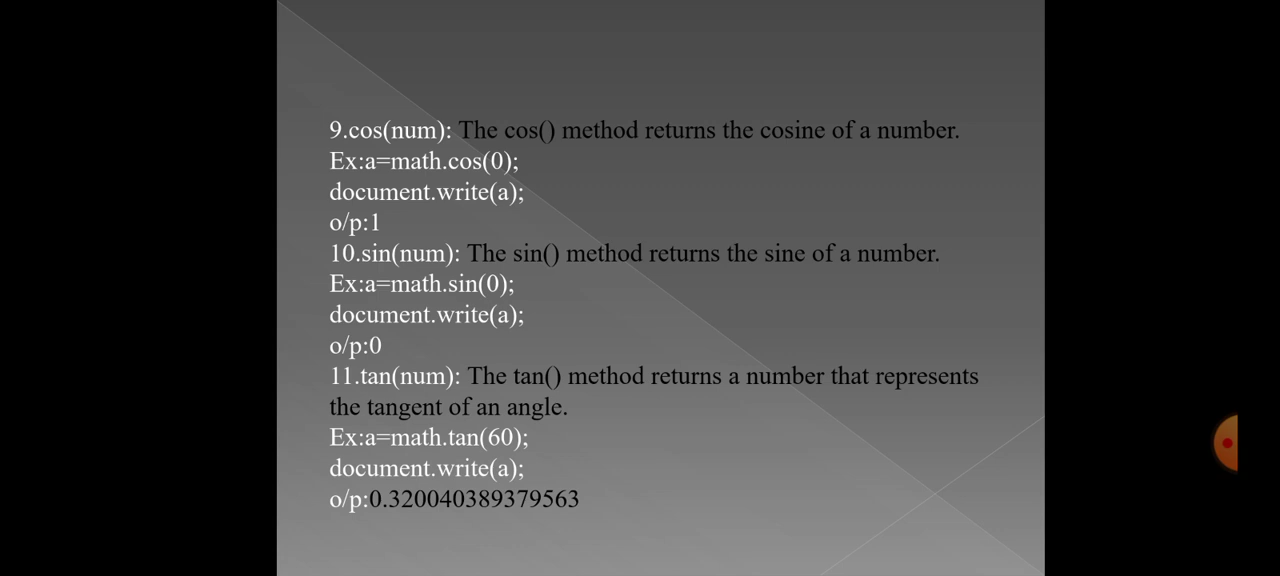 9.cos(num): The cos() method returns the cosine of a number.
Ex:a=math.cos(0);
document.write(a);
o/p:1
10.sin(num): The sin() method returns the sine of a number.
Ex:a=math.sin(0);
document.write(a);
o/p:0
11.tan(num): The tan() method returns a number that represents
the tangent of an angle.
Ex:a=math.tan(60);
document.write(a);
o/p:0.320040389379563